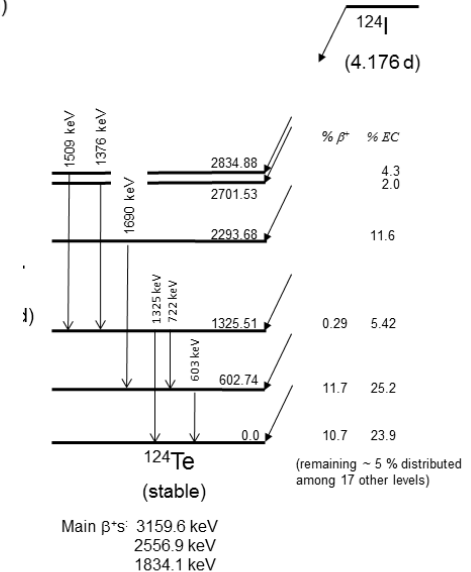 )
¹²⁴I
(4.176 d)
1509 keV
1376 keV
1690 keV
% β⁺ % EC
2834.88 4.3
2701.53 2.0
2293.68 11.6
1325 keV
722 keV
603 keV
d)
1325.51 0.29 5.42
602.74 11.7 25.2
0.0 10.7 23.9
¹²⁴Te
(stable)
(remaining ~ 5 % distributed
among 17 other levels)
Main β⁺s: 3159.6 keV
2556.9 keV
1834.1 keV